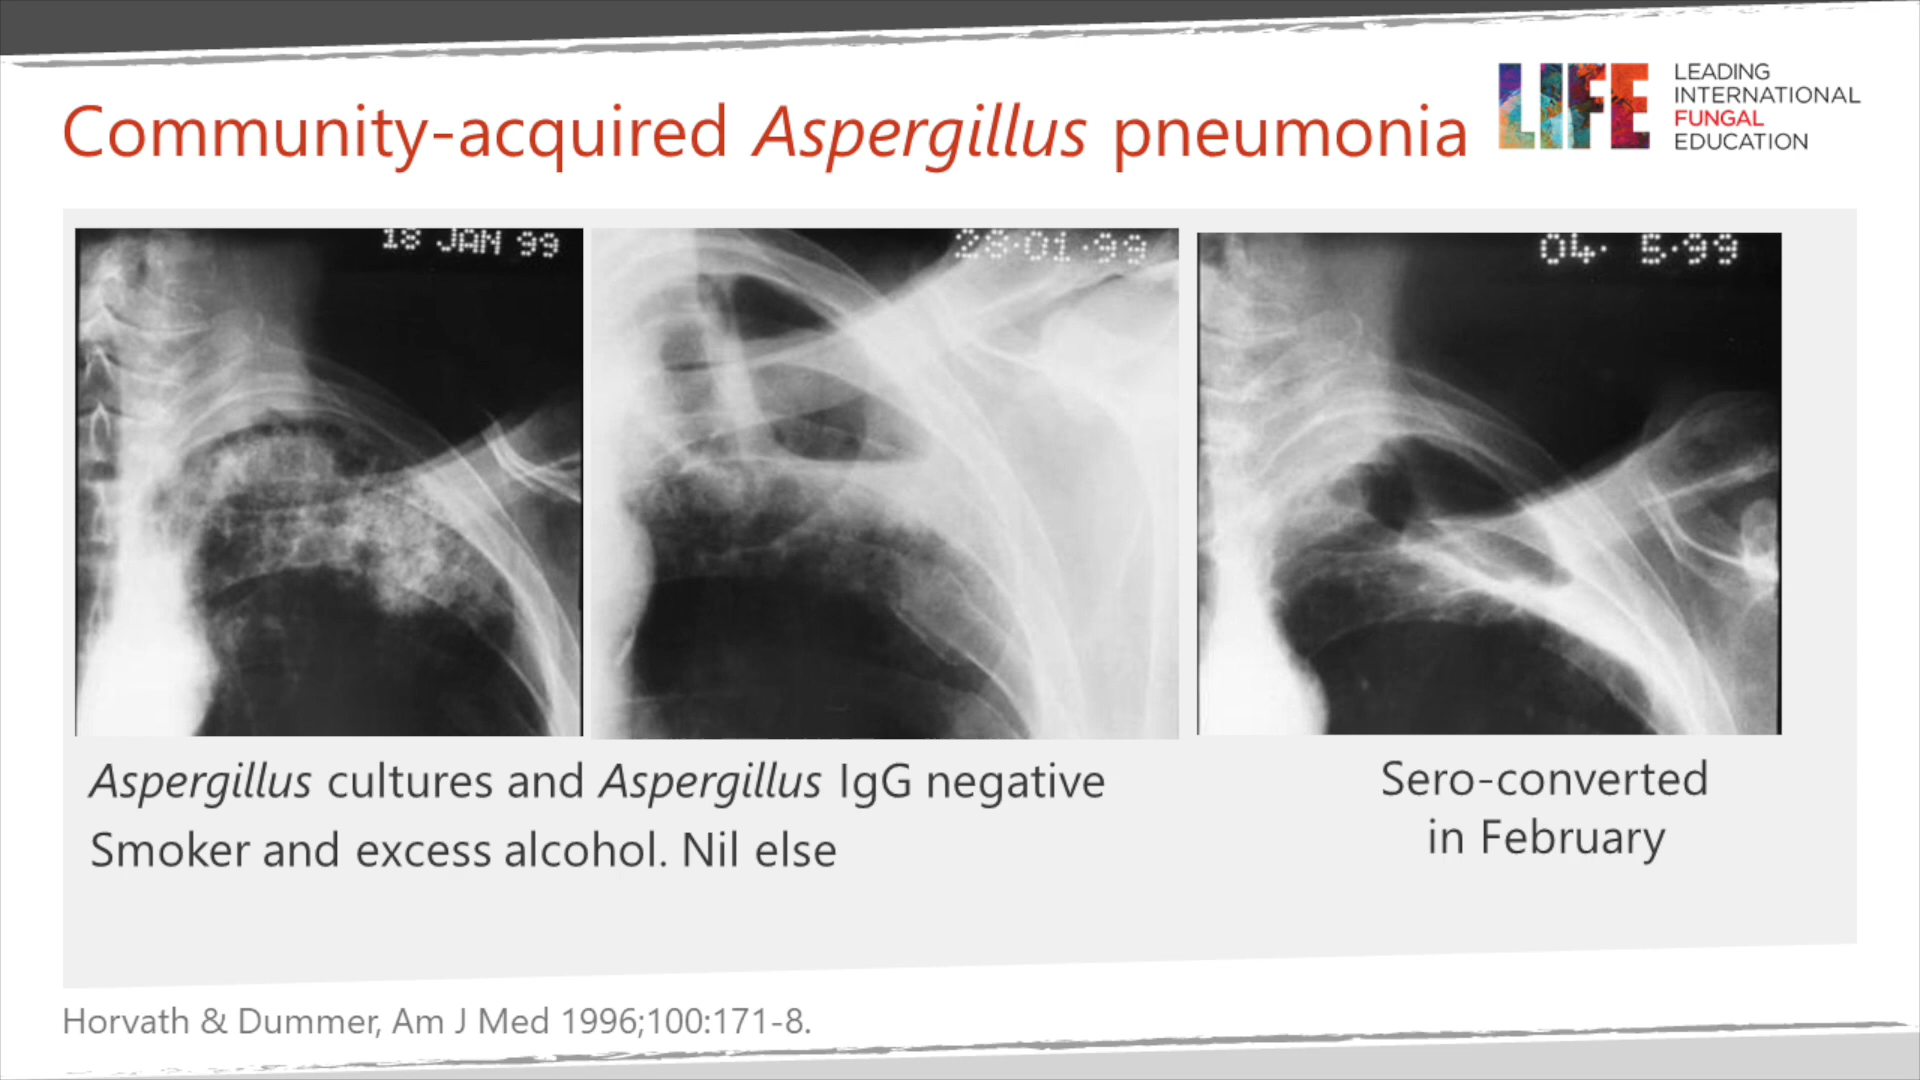 Community-acquired Aspergillus pneumonia
LIFE
LEADING
INTERNATIONAL
FUNGAL
EDUCATION
18 JAN 99
28·01·99
04· 5·99
Aspergillus cultures and Aspergillus IgG negative
Smoker and excess alcohol. Nil else
Sero-converted
in February
Horvath & Dummer, Am J Med 1996;100:171-8.